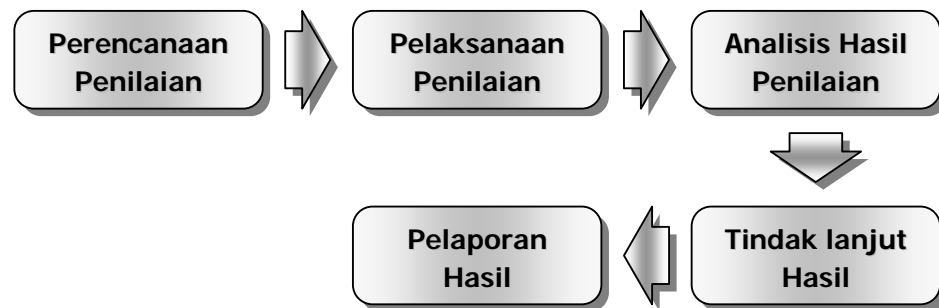 Perencanaan
Penilaian
Pelaksanaan
Penilaian
Analisis Hasil
Penilaian
Tindak lanjut
Hasil
Pelaporan
Hasil